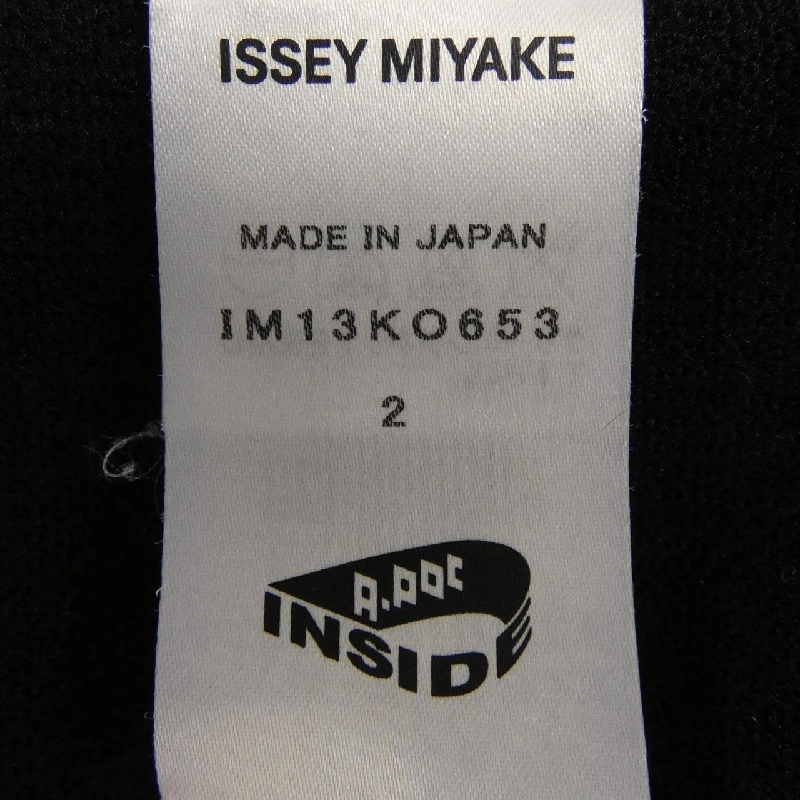 ISSEY MIYAKE
MADE IN JAPAN
IM13KO653
2
A.POC
INSIDE